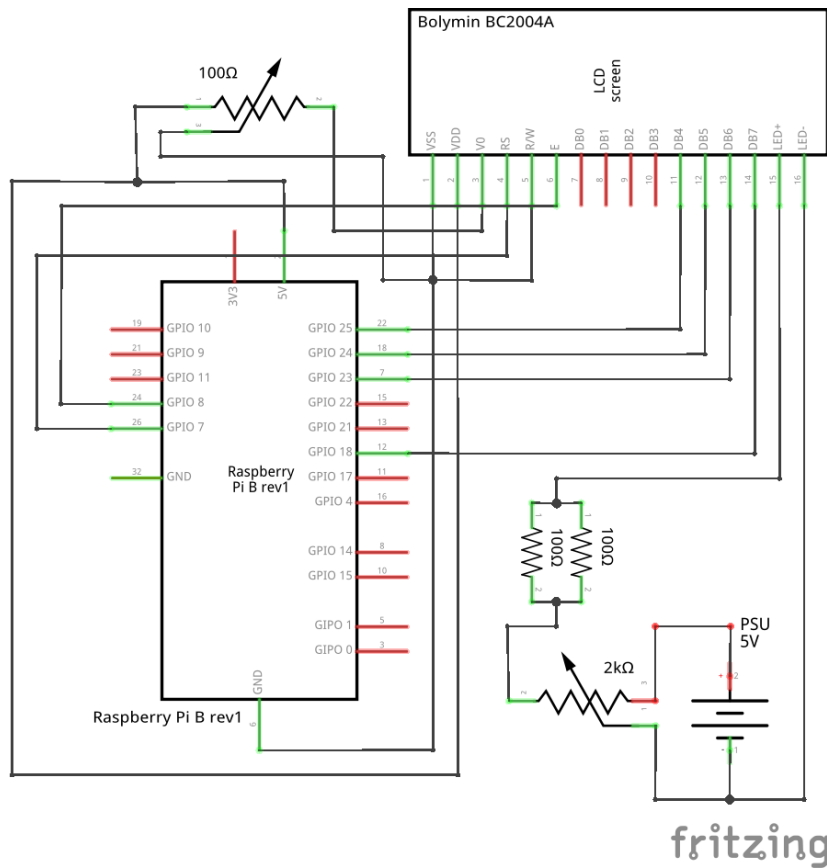 Bolymin BC2004A
LCD
screen
100Ω
1
2
3
VSS
VDD
V0
RS
R/W
E
DB0
DB1
DB2
DB3
DB4
DB5
DB6
DB7
LED+
LED-
1
2
3
4
5
6
7
8
9
10
11
12
13
14
15
16
3V3
5V
19 GPIO 10
21 GPIO 9
23 GPIO 11
24 GPIO 8
26 GPIO 7
32 GND
GPIO 25 22
GPIO 24 18
GPIO 23 7
GPIO 22 15
GPIO 21 13
GPIO 18 12
GPIO 17 11
GPIO 4 16
GPIO 14 8
GPIO 15 10
GIPO 1 5
GIPO 0 3
Raspberry
Pi B rev1
GND
6
Raspberry Pi B rev1
1
1
100Ω
100Ω
2
2
PSU
5V
2kΩ
2
3
1
+ 2
- 1
fritzing